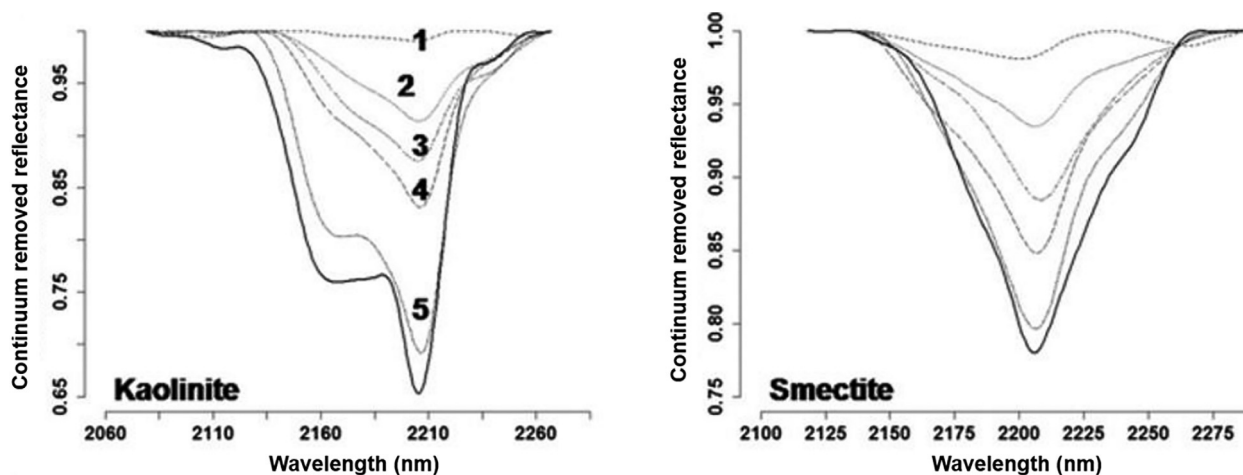 Continuum removed reflectance
0.95
0.85
0.75
0.65
1
2
3
4
5
Kaolinite
2060 2110 2160 2210 2260
Wavelength (nm)
Continuum removed reflectance
1.00
0.95
0.90
0.85
0.80
0.75
Smectite
2100 2125 2150 2175 2200 2225 2250 2275
Wavelength (nm)